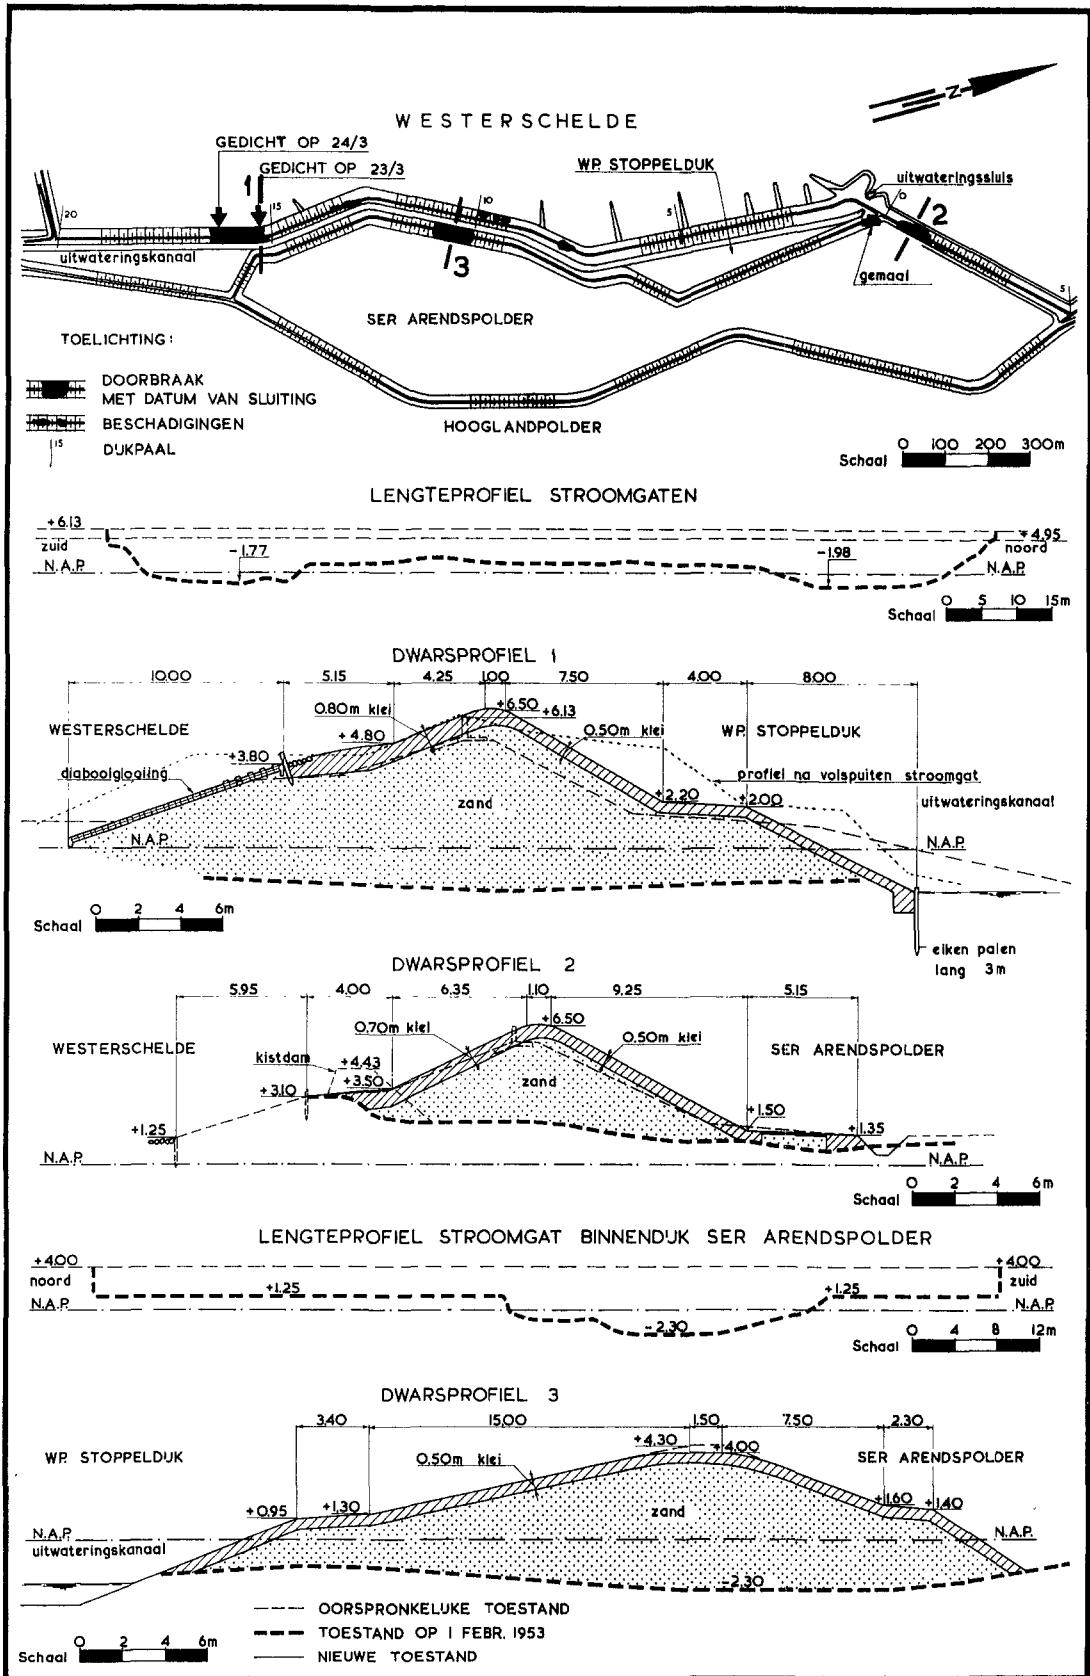 N
WESTERSCHELDE
GEDICHT OP 24/3
1
GEDICHT OP 23/3
WP. STOPPELDIJK
uitwateringssluis
20
15
10
5
0
2
uitwateringskanaal
3
gemaal
5
SER ARENDSPOLDER
TOELICHTING:
DOORBRAAK
MET DATUM VAN SLUITING
BESCHADIGINGEN
15 DIJKPAAL
HOOGLANDPOLDER
Schaal 0 100 200 300m
LENGTEPROFIEL STROOMGATEN
+6.13
+4.95
zuid
noord
-1.77
-1.98
N.A.P.
N.A.P.
Schaal 0 5 10 15m
DWARSPROFIEL 1
10.00 5.15 4.25 1.00 7.50 4.00 8.00
0.80m klei
+6.50
+6.13
WESTERSCHELDE
+4.80
0.50m klei
WP. STOPPELDIJK
+3.80
diaboolglooiing
profiel na volspuiten stroomgat
zand
+2.20
+2.00
uitwateringskanaal
N.A.P.
N.A.P.
Schaal 0 2 4 6m
eiken palen
lang 3m
DWARSPROFIEL 2
5.95 4.00 6.35 1.10 9.25 5.15
+6.50
0.70m klei
0.50m klei
WESTERSCHELDE
SER ARENDSPOLDER
kistdam
+4.43
+3.50
zand
+3.10
+1.50
+1.25
+1.35
N.A.P.
N.A.P.
Schaal 0 2 4 6m
LENGTEPROFIEL STROOMGAT BINNENDIJK SER ARENDSPOLDER
+4.00
+4.00
noord
zuid
+1.25
+1.25
N.A.P.
N.A.P.
-2.30
Schaal 0 4 8 12m
DWARSPROFIEL 3
3.40 15.00 1.50 7.50 2.30
+4.30
+4.00
WP. STOPPELDIJK
0.50m klei
SER ARENDSPOLDER
+0.95
+1.30
zand
+1.60
+1.40
N.A.P.
N.A.P.
uitwateringskanaal
-2.30
OORSPRONKELIJKE TOESTAND
TOESTAND OP 1 FEBR. 1953
Schaal 0 2 4 6m
NIEUWE TOESTAND